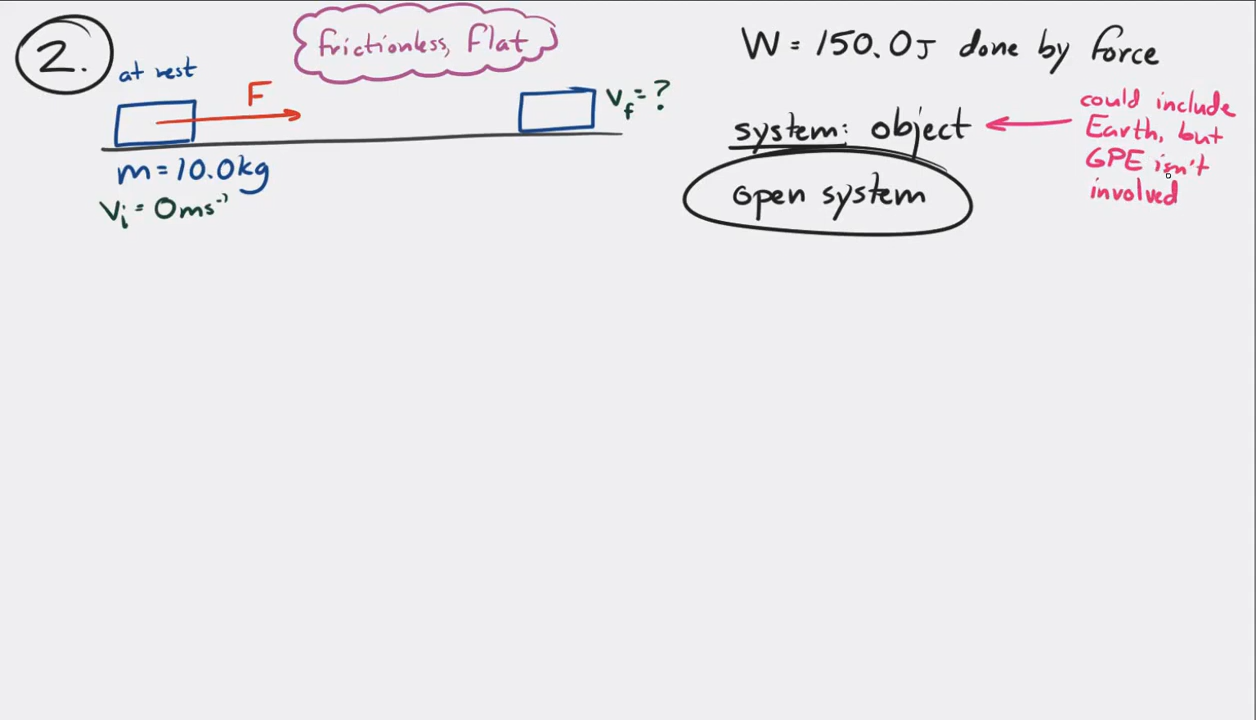 2.
at rest
F
frictionless, Flat
m = 10.0kg
Vi = 0ms⁻¹
Vf = ?
W = 150.0J done by force
system: object
open system
could include
Earth, but
GPE isn't
involved